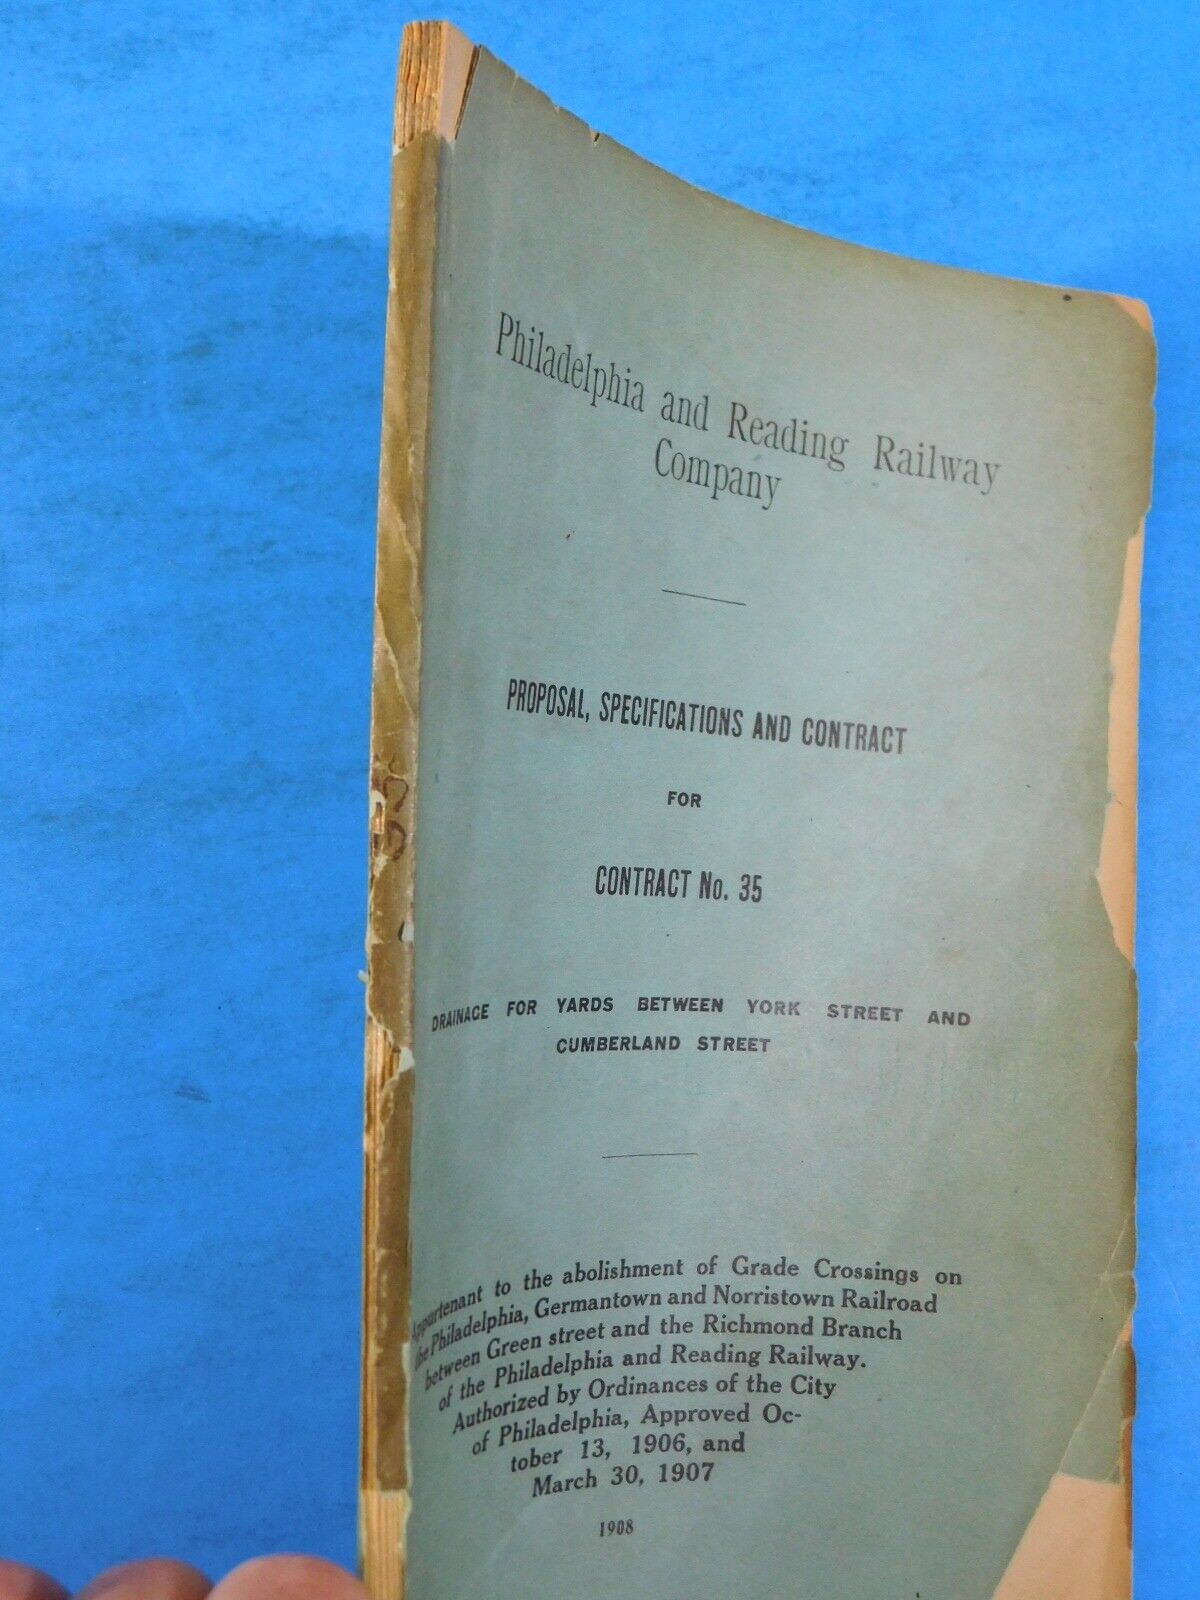 Philadelphia and Reading Railway
Company
PROPOSAL, SPECIFICATIONS AND CONTRACT
FOR
CONTRACT No. 35
DRAINAGE FOR YARDS BETWEEN YORK STREET AND
CUMBERLAND STREET
Appurtenant to the abolishment of Grade Crossings on
the Philadelphia, Germantown and Norristown Railroad
between Green street and the Richmond Branch
of the Philadelphia and Reading Railway.
Authorized by Ordinances of the City
of Philadelphia, Approved Oc-
tober 13, 1906, and
March 30, 1907
1908